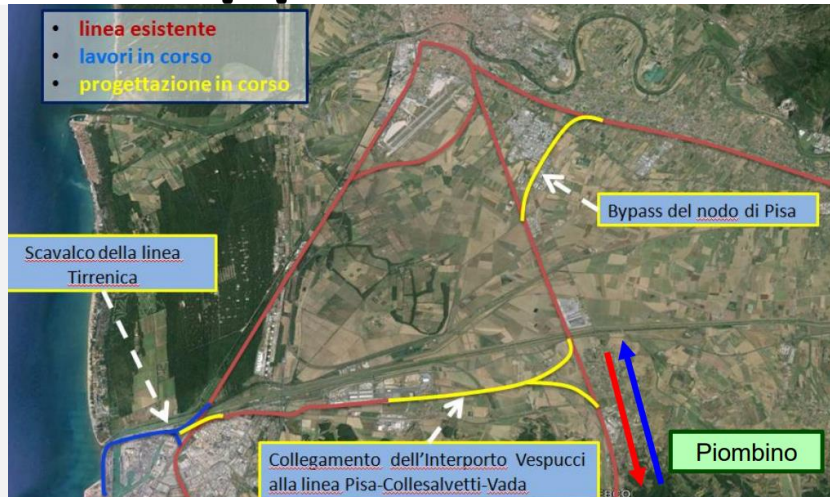 • linea esistente
• lavori in corso
• progettazione in corso
Bypass del nodo di Pisa
Scavalco della linea
Tirrenica
Collegamento dell'Interporto Vespucci
alla linea Pisa-Collesalvetti-Vada
Piombino